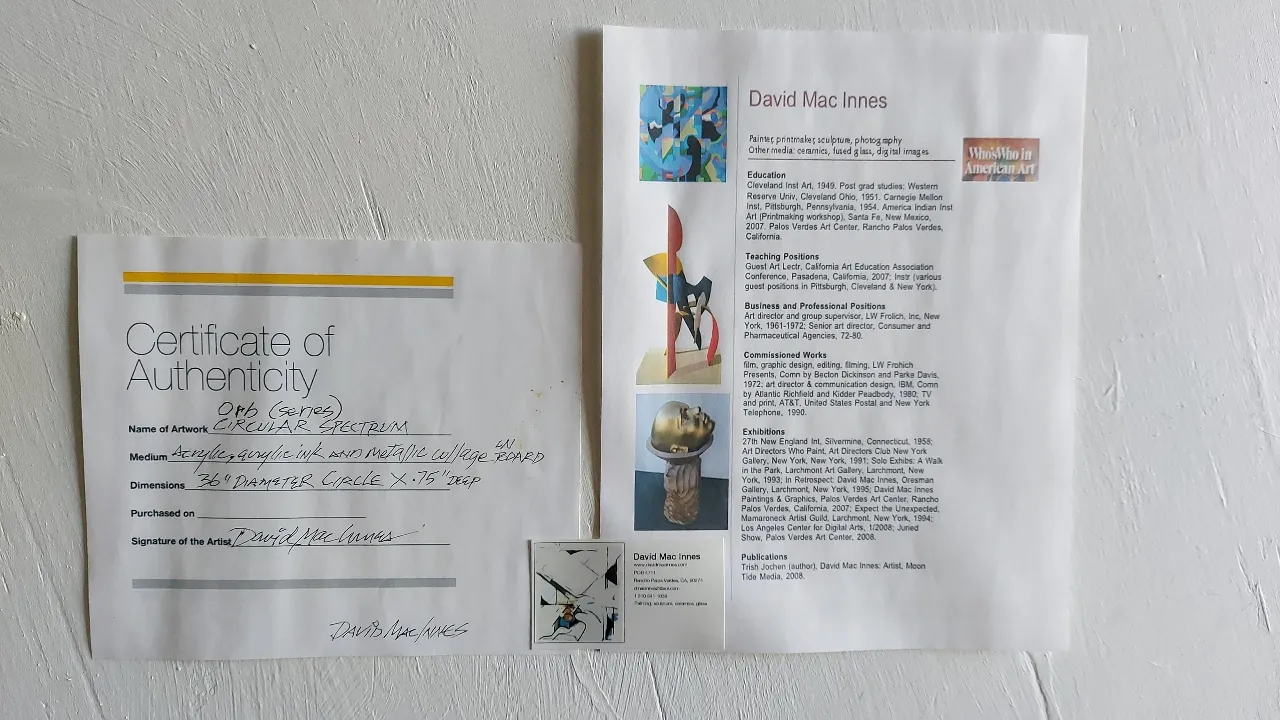 Certificate of
Authenticity
Orb (series)
Name of Artwork CIRCULAR SPECTRUM
Medium Acrylic, acrylic ink AND metallic collage ON BOARD
Dimensions DIAMETER CIRCLE X .75" DEEP
Purchased on
Signature of the Artist David Mac Innes
DAVID MAC INNES
David Mac Innes
Painter, printmaker, sculpture, photography
Other media: ceramics, fused glass, digital images
Who'sWho in
American Art
Education
Cleveland Inst Art, 1949. Post grad studies: Western
Reserve Univ, Cleveland Ohio, 1951. Carnegie Mellon
Inst, Pittsburgh, Pennsylvania, 1954. America Indian Inst
Art (Printmaking workshop), Santa Fe, New Mexico,
2007. Palos Verdes Art Center, Rancho Palos Verdes,
California.
Teaching Positions
Guest Art Lectr, California Art Education Association
Conference, Pasadena, California, 2007; Instr (various
guest positions in Pittsburgh, Cleveland & New York).
Business and Professional Positions
Art director and group supervisor, LW Frolich, Inc, New
York, 1961-1972; Senior art director, Consumer and
Pharmaceutical Agencies, 72-80.
Commissioned Works
film, graphic design, editing, filming, LW Frohich
Presents, Comn by Becton Dickinson and Parke Davis,
1972; art director & communication design, IBM, Comn
by Atlantic Richfield and Kidder Peabody, 1980; TV
and print, AT&T, United States Postal and New York
Telephone, 1990.
Exhibitions
27th New England Int, Silvermine, Connecticut, 1958;
Art Directors Who Paint, Art Directors Club New York
Gallery, New York, New York, 1991; Solo Exhibs: A Walk
in the Park, Larchmont Art Gallery, Larchmont, New
York, 1993; In Retrospect: David Mac Innes, Oresman
Gallery, Larchmont, New York, 1995; David Mac Innes
Paintings & Graphics, Palos Verdes Art Center, Rancho
Palos Verdes, California, 2007; Expect the Unexpected,
Mamaroneck Artist Guild, Larchmont, New York, 1994;
Los Angeles Center for Digital Arts, 1/2008; Juried
Show, Palos Verdes Art Center, 2008.
Publications
Trish Jochen (author), David Mac Innes: Artist, Moon
Tide Media, 2008.
David Mac Innes
www.davidmacinnes.com
Rancho Palos Verdes, CA,
Painting, sculpture, ceramics, glass